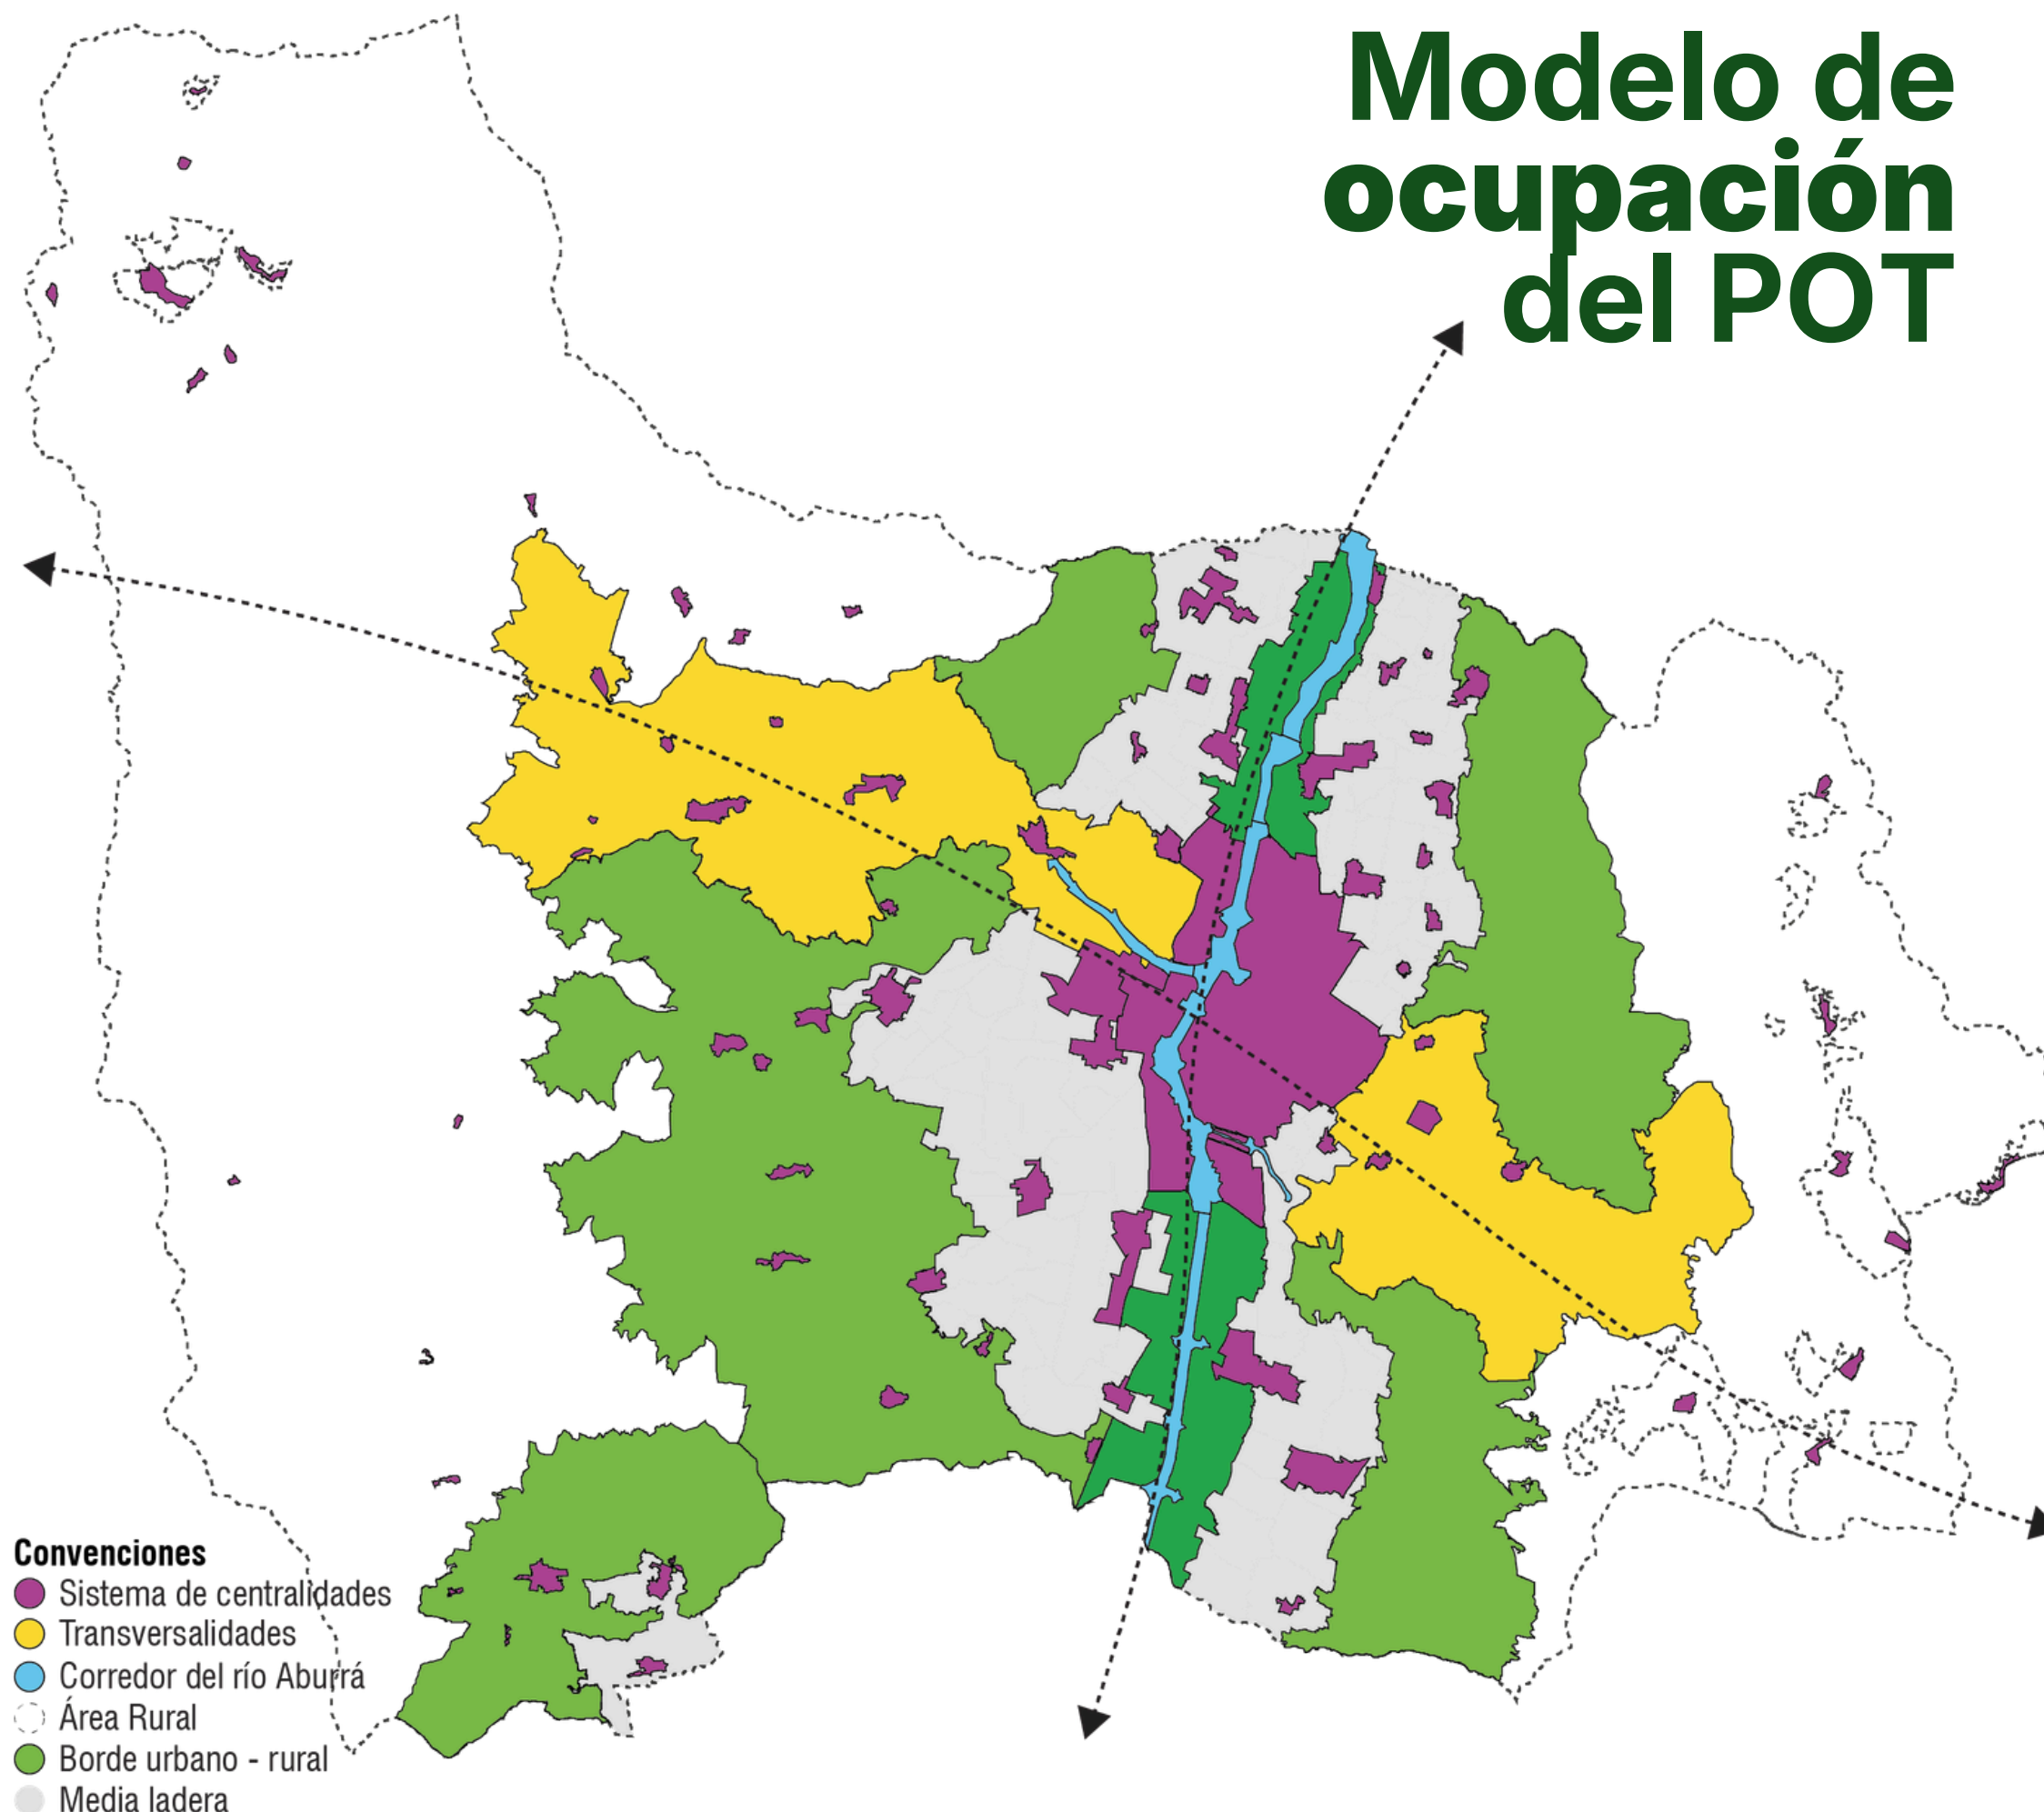 Modelo de
ocupación
del POT
Convenciones
Sistema de centralidades
Transversalidades
Corredor del río Aburrá
Área Rural
Borde urbano - rural
Media ladera